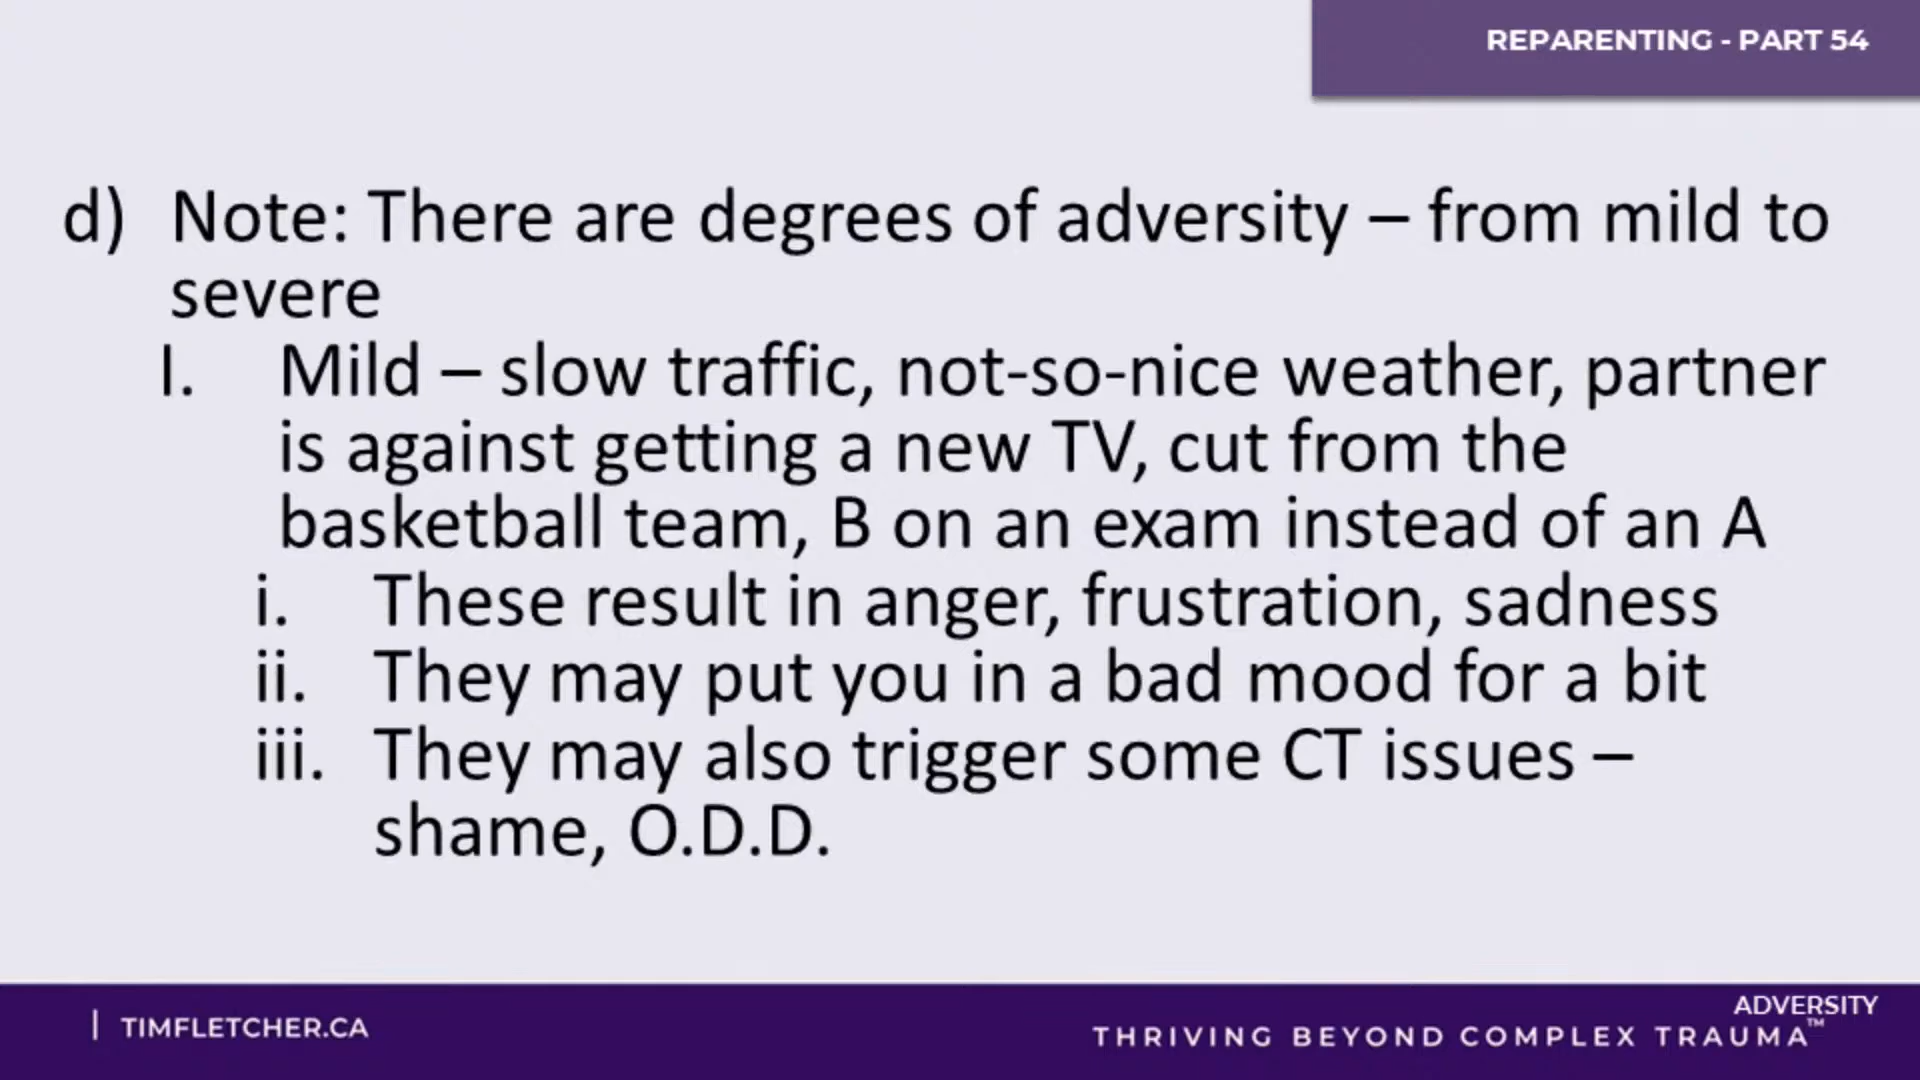 REPARENTING - PART 54
d) Note: There are degrees of adversity – from mild to
severe
I. Mild – slow traffic, not-so-nice weather, partner
is against getting a new TV, cut from the
basketball team, B on an exam instead of an A
i. These result in anger, frustration, sadness
ii. They may put you in a bad mood for a bit
iii. They may also trigger some CT issues –
shame, O.D.D.
| TIMFLETCHER.CA
ADVERSITY
THRIVING BEYOND COMPLEX TRAUMA™